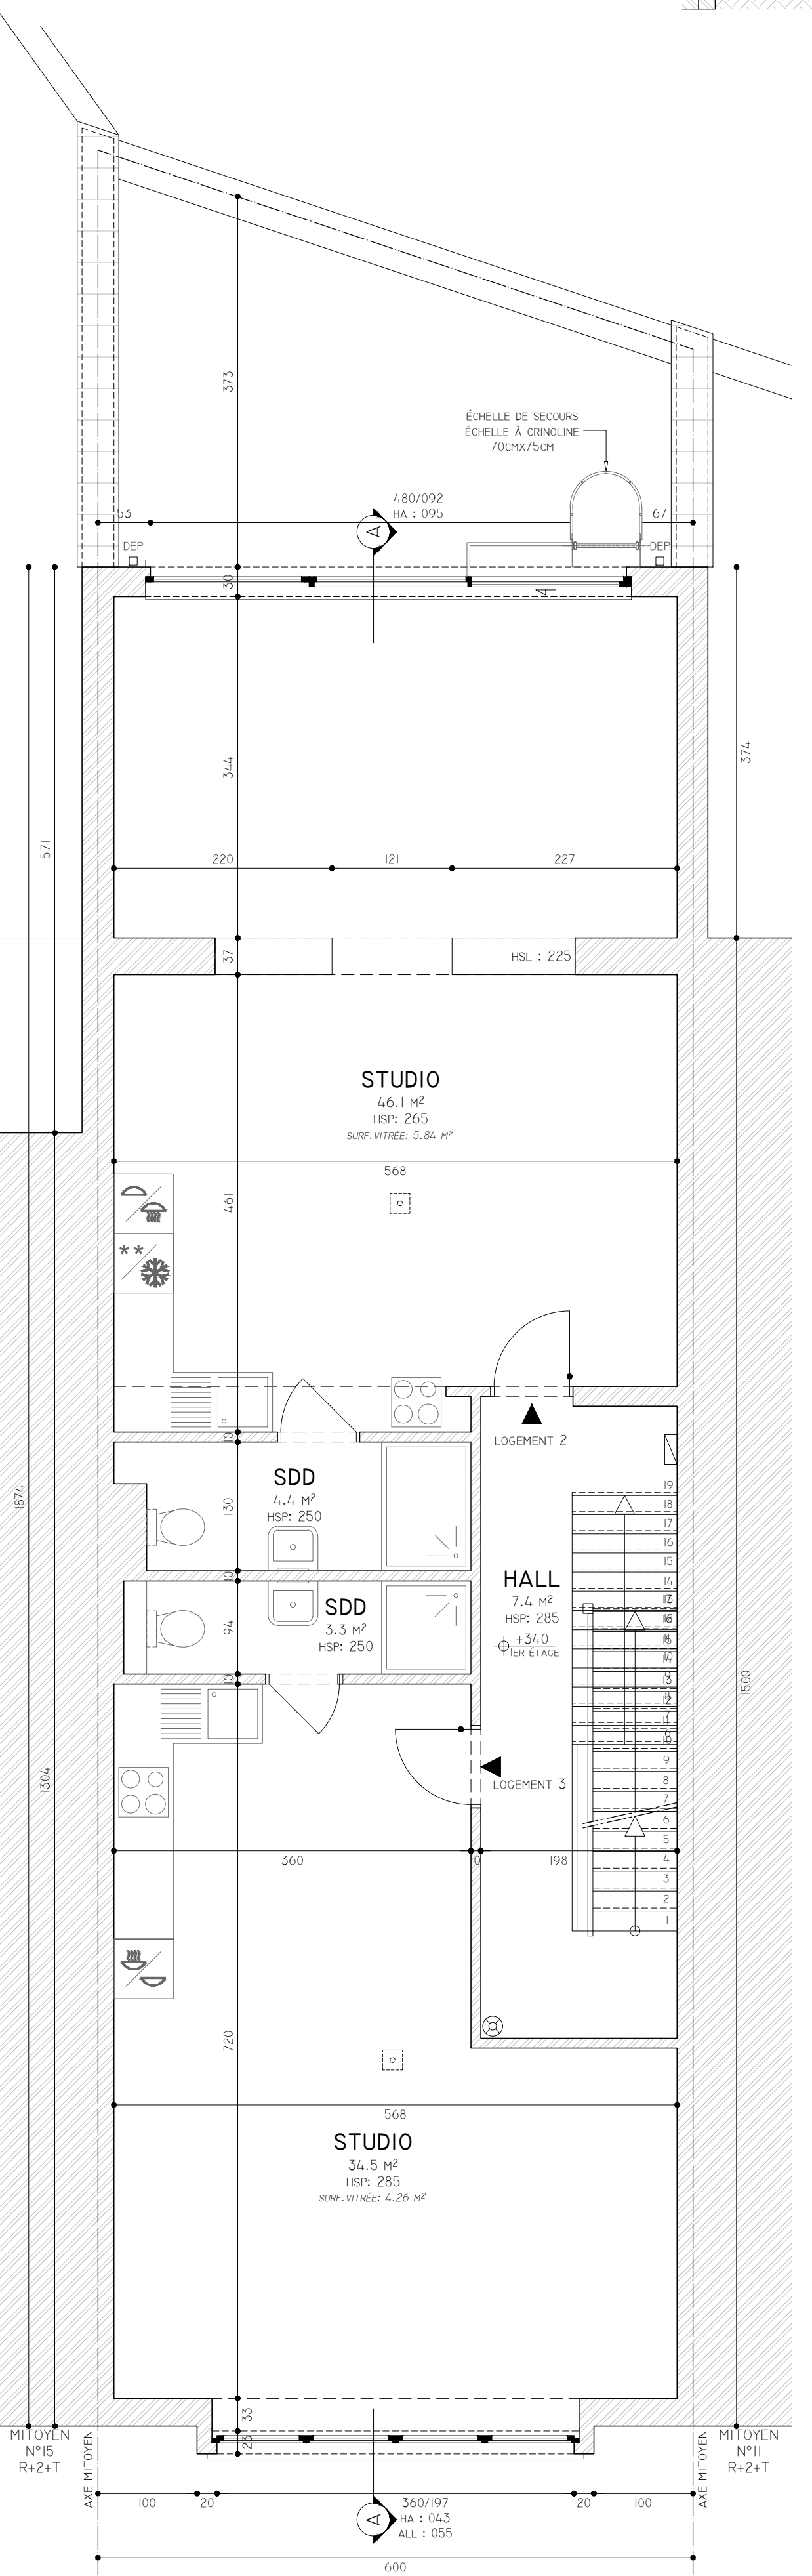 ÉCHELLE DE SECOURS
ÉCHELLE À CRINOLINE
70CMX75CM
373
480/092
HA : 095
A
53
67
DEP
DEP
30
344
374
571
220
121
227
37
HSL : 225
STUDIO
46.1 M²
HSP: 265
SURF.VITRÉE: 5.84 M²
568
461
**
LOGEMENT 2
10
SDD
4.4 M²
HSP: 250
130
1874
10
SDD
3.3 M²
HSP: 250
94
10
HALL
7.4 M²
HSP: 285
+340
1ER ÉTAGE
19
18
17
16
15
14
13
9
8
7
6
5
4
3
2
1
1500
1304
LOGEMENT 3
360
10
198
720
568
STUDIO
34.5 M²
HSP: 285
SURF.VITRÉE: 4.26 M²
33
23
MITOYEN
N°15
R+2+T
AXE MITOYEN
AXE MITOYEN
MITOYEN
N°11
R+2+T
100
20
A
360/197
HA : 043
ALL : 055
20
100
600